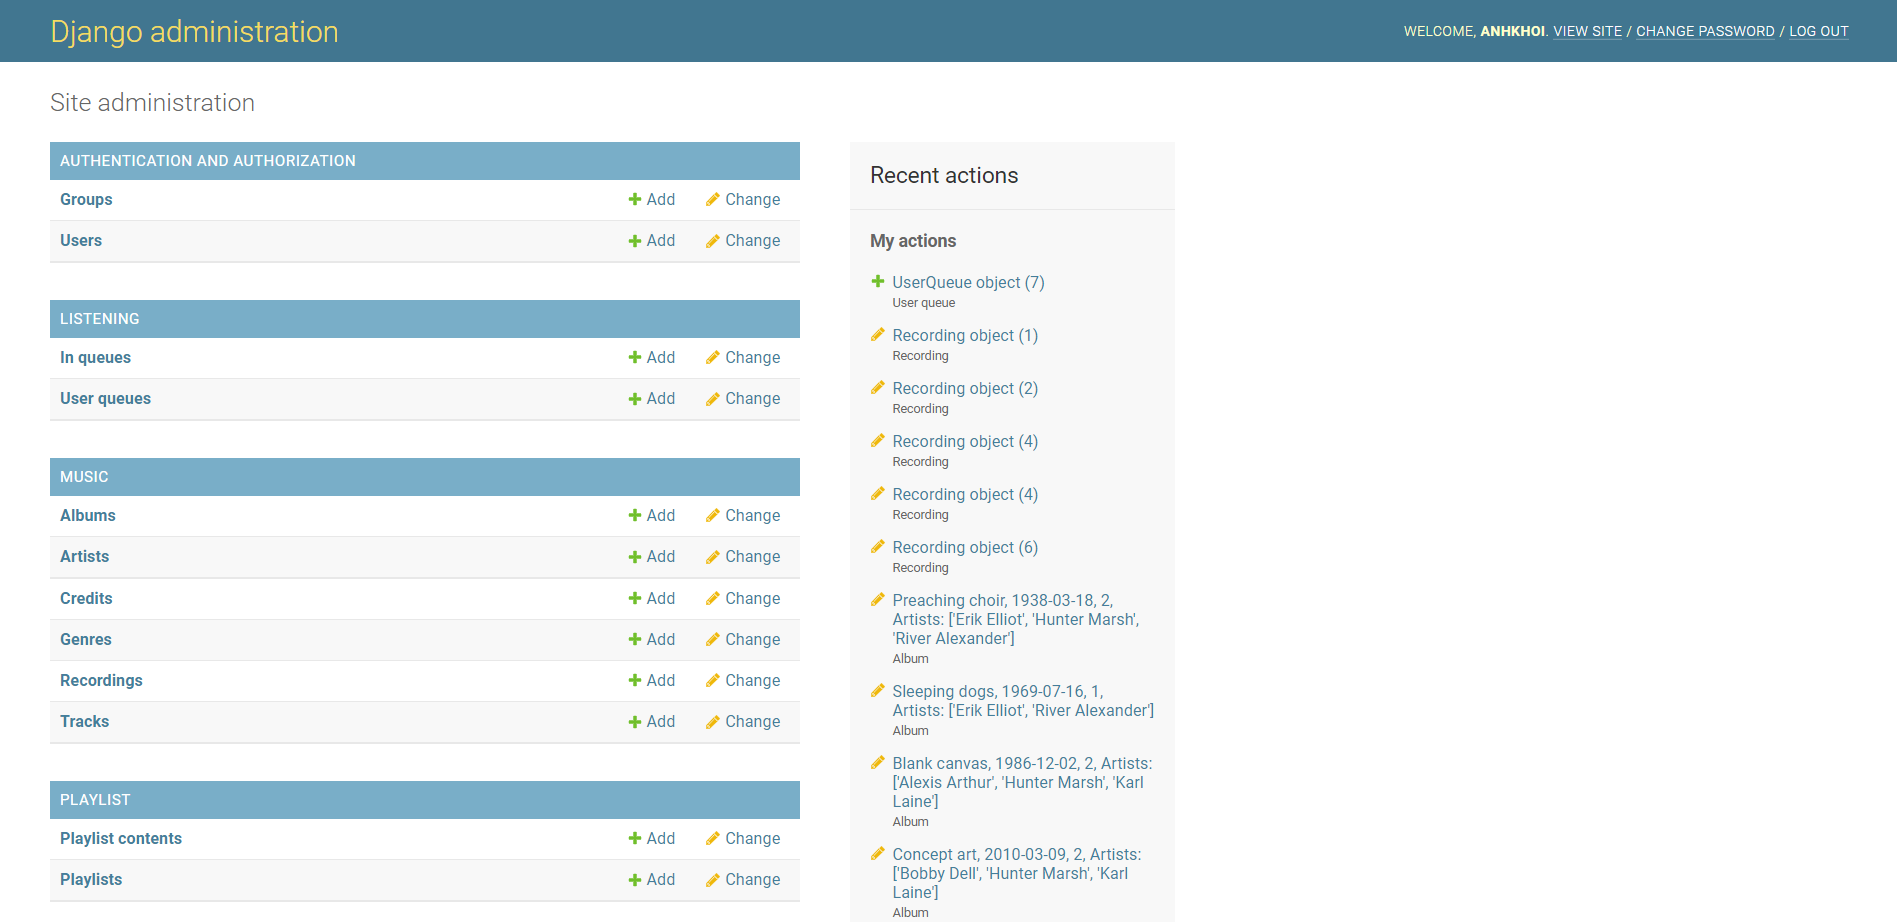 Django administration
WELCOME, ANHKHOI. VIEW SITE / CHANGE PASSWORD / LOG OUT
Site administration
AUTHENTICATION AND AUTHORIZATION
Groups Add Change
Users Add Change
LISTENING
In queues Add Change
User queues Add Change
MUSIC
Albums Add Change
Artists Add Change
Credits Add Change
Genres Add Change
Recordings Add Change
Tracks Add Change
PLAYLIST
Playlist contents Add Change
Playlists Add Change
Recent actions
My actions
UserQueue object (7)
User queue
Recording object (1)
Recording
Recording object (2)
Recording
Recording object (4)
Recording
Recording object (4)
Recording
Recording object (6)
Recording
Preaching choir, 1938-03-18, 2,
Artists: ['Erik Elliot', 'Hunter Marsh',
'River Alexander']
Album
Sleeping dogs, 1969-07-16, 1,
Artists: ['Erik Elliot', 'River Alexander']
Album
Blank canvas, 1986-12-02, 2, Artists:
['Alexis Arthur', 'Hunter Marsh', 'Karl
Laine']
Album
Concept art, 2010-03-09, 2, Artists:
['Bobby Dell', 'Hunter Marsh', 'Karl
Laine']
Album